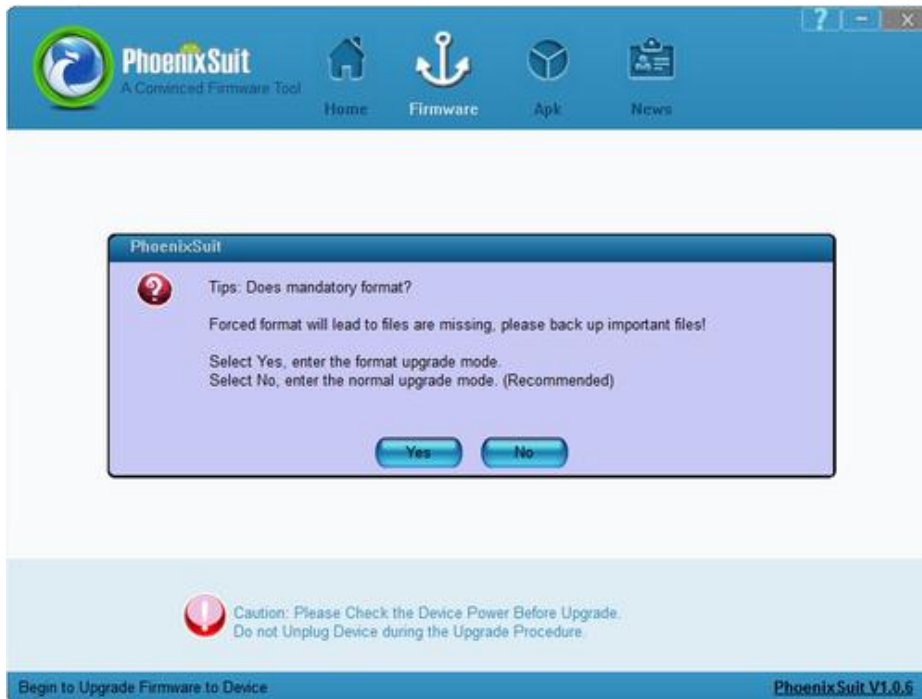 ? - X
PhoenixSuit
A Convinced Firmware Tool
Home Firmware Apk News
PhoenixSuit
Tips: Does mandatory format?
Forced format will lead to files are missing, please back up important files!
Select Yes, enter the format upgrade mode.
Select No, enter the normal upgrade mode. (Recommended)
Yes No
Caution: Please Check the Device Power Before Upgrade.
Do not Unplug Device during the Upgrade Procedure.
Begin to Upgrade Firmware to Device PhoenixSuit V1.0.6